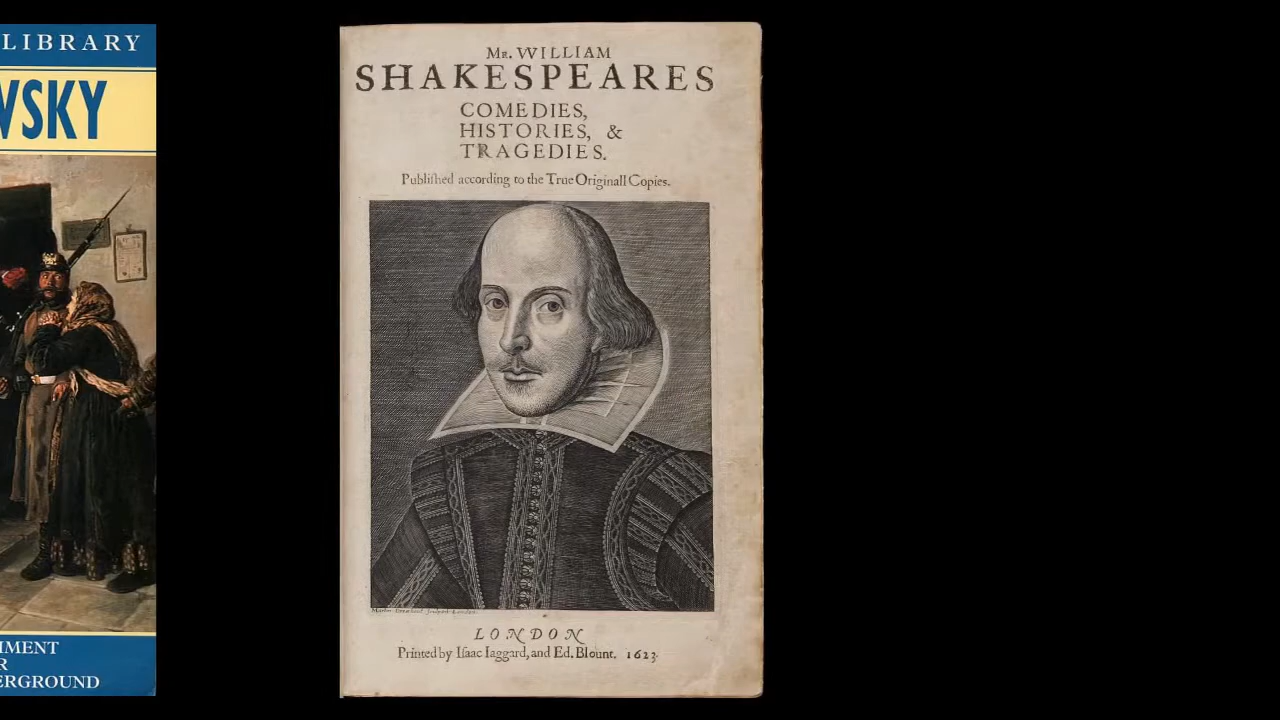 LIBRARY
VSKY
IMENT
R
ERGROUND
Mr. WILLIAM
SHAKESPEARES
COMEDIES,
HISTORIES, &
TRAGEDIES.
Publiſhed according to the True Originall Copies.
LONDON
Printed by Iſaac Iaggard, and Ed. Blount. 1623.